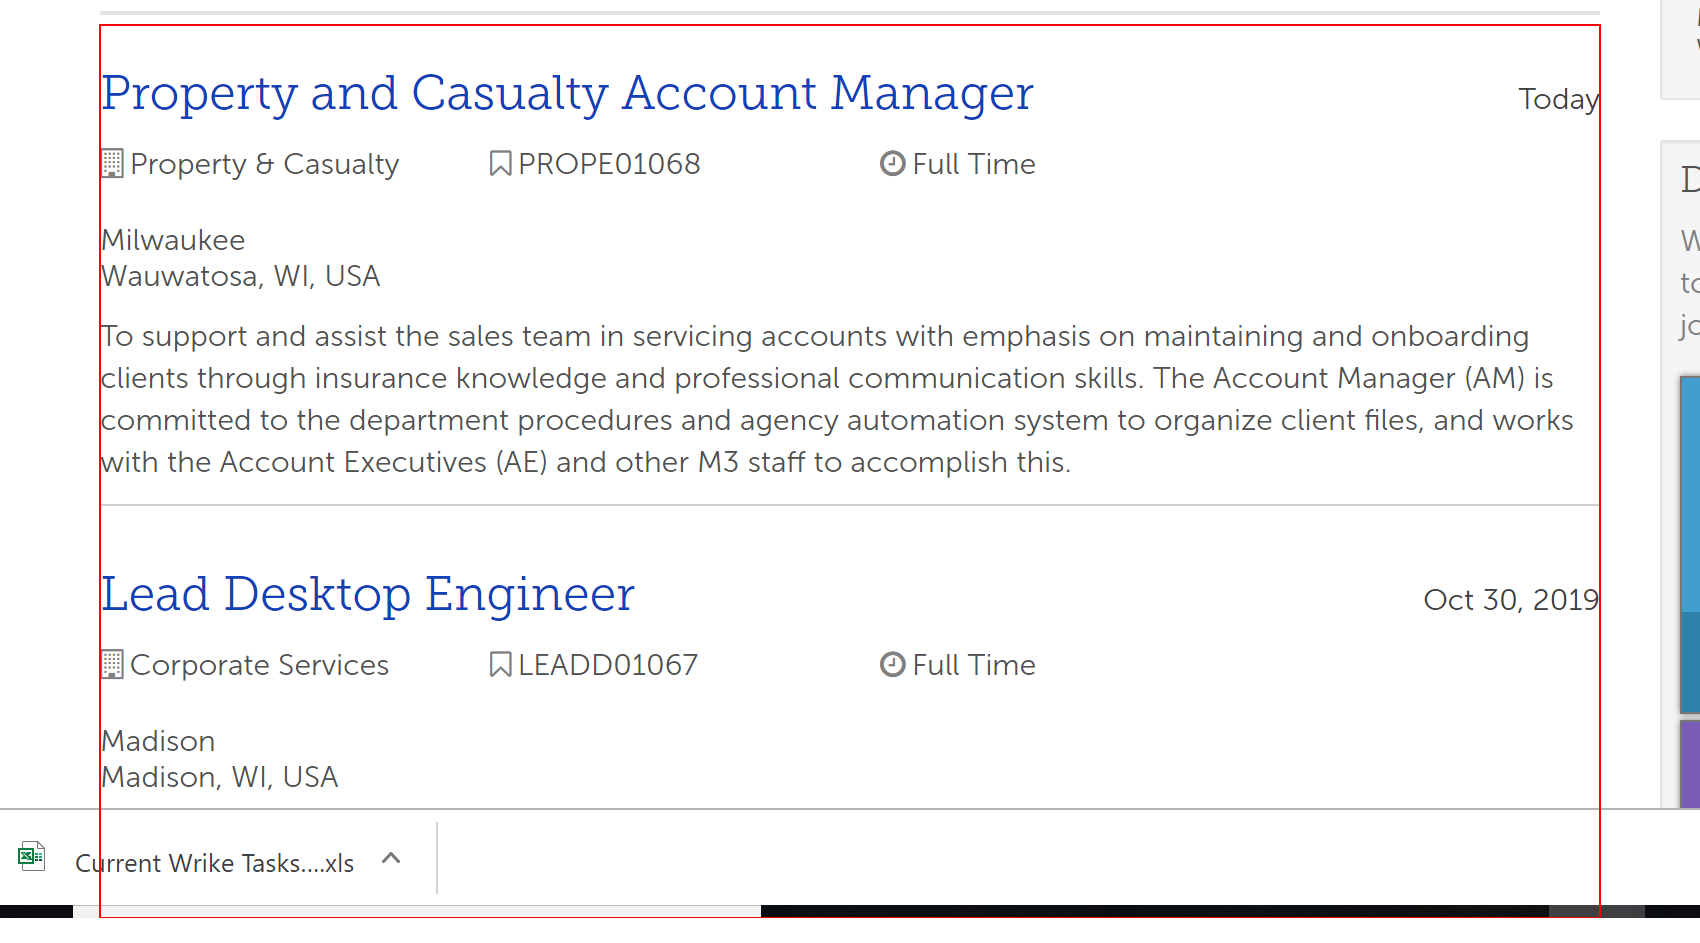 Property and Casualty Account Manager
Today
Property & Casualty
PROPE01068
Full Time
Milwaukee
Wauwatosa, WI, USA
To support and assist the sales team in servicing accounts with emphasis on maintaining and onboarding
clients through insurance knowledge and professional communication skills. The Account Manager (AM) is
committed to the department procedures and agency automation system to organize client files, and works
with the Account Executives (AE) and other M3 staff to accomplish this.
Lead Desktop Engineer
Oct 30, 2019
Corporate Services
LEADD01067
Full Time
Madison
Madison, WI, USA
Current Wrike Tasks....xls